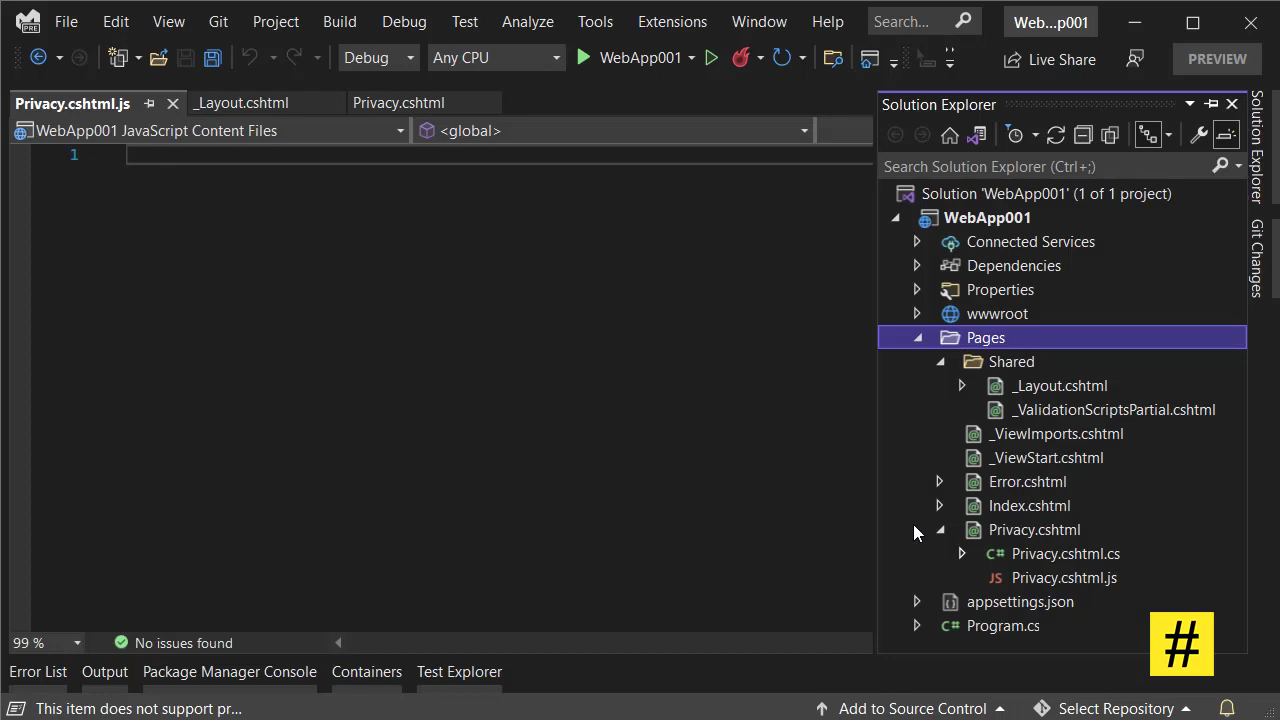 File Edit View Git Project Build Debug Test Analyze Tools Extensions Window Help Search... Web...p001
PRE
Debug Any CPU WebApp001 Live Share PREVIEW
Privacy.cshtml.js _Layout.cshtml Privacy.cshtml
WebApp001 JavaScript Content Files <global>
1
99 % No issues found
Solution Explorer
Search Solution Explorer (Ctrl+;)
Solution 'WebApp001' (1 of 1 project)
WebApp001
Connected Services
Dependencies
Properties
wwwroot
Pages
Shared
_Layout.cshtml
_ValidationScriptsPartial.cshtml
_ViewImports.cshtml
_ViewStart.cshtml
Error.cshtml
Index.cshtml
Privacy.cshtml
C# Privacy.cshtml.cs
JS Privacy.cshtml.js
appsettings.json
C# Program.cs
#
Solution Explorer
Git Changes
Error List Output Package Manager Console Containers Test Explorer
This item does not support pr... Add to Source Control Select Repository